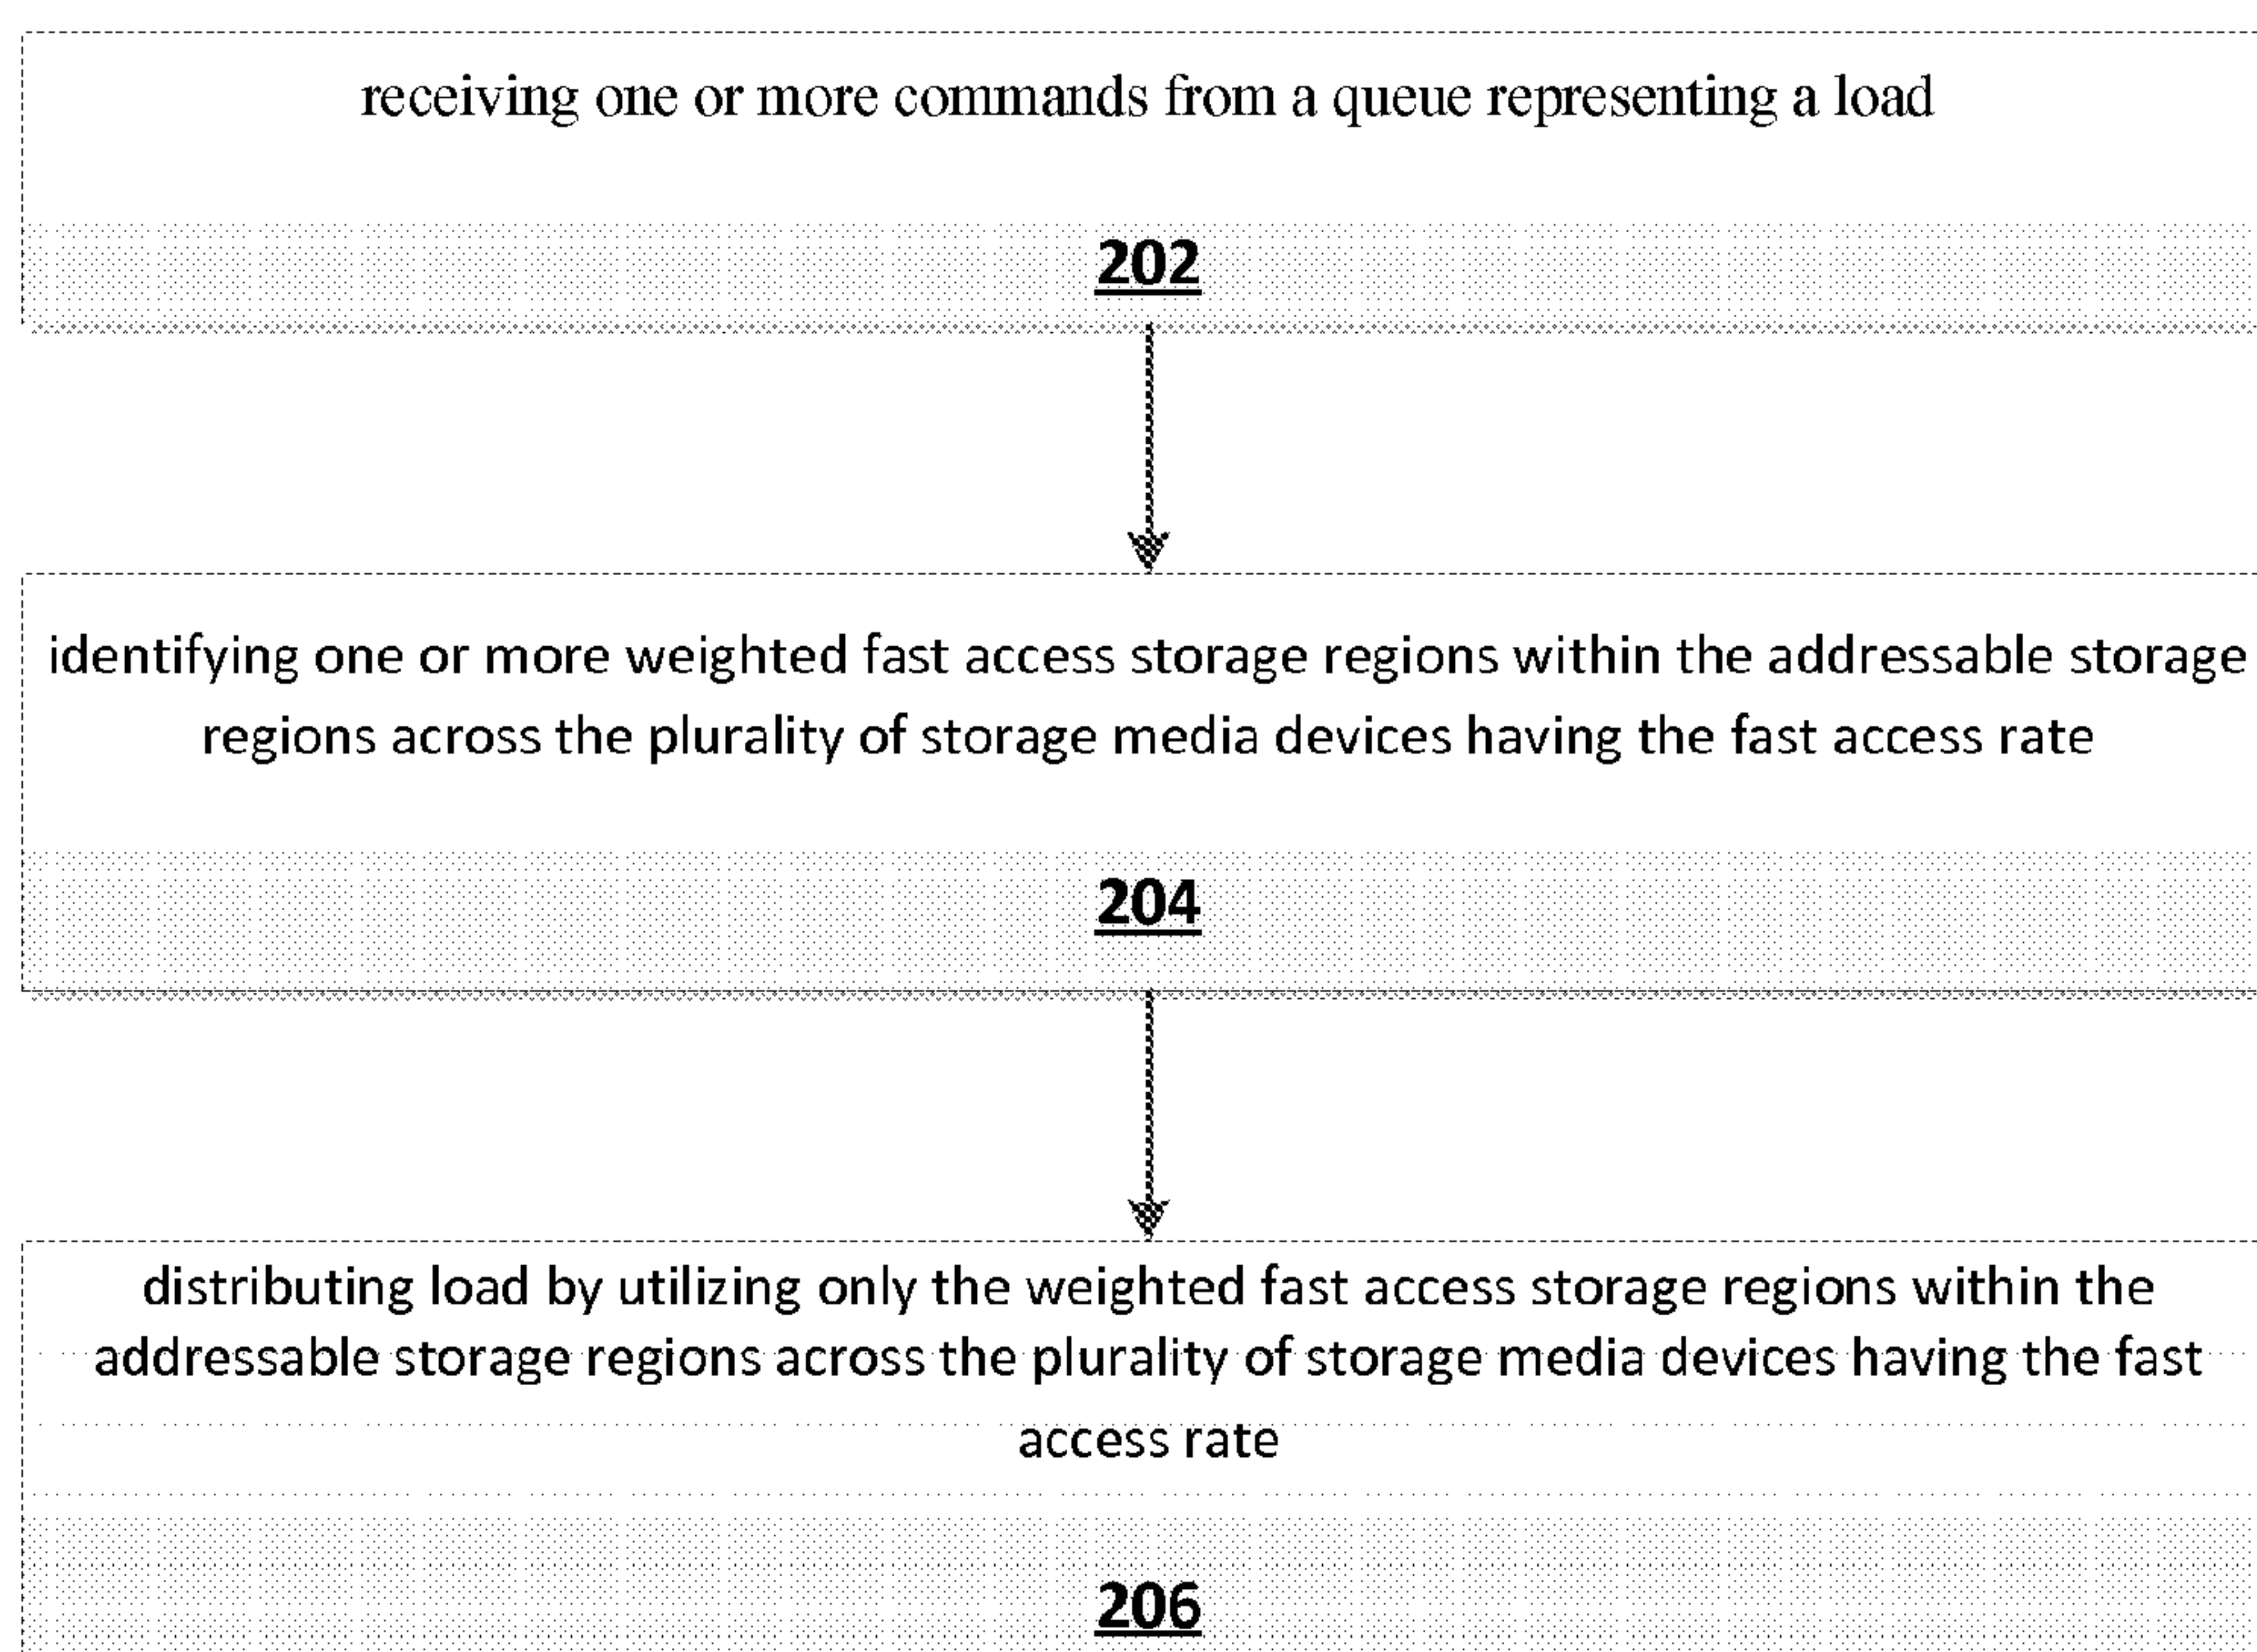 receiving one or more commands from a queue representing a load
202
identifying one or more weighted fast access storage regions within the addressable storage
regions across the plurality of storage media devices having the fast access rate
204
distributing load by utilizing only the weighted fast access storage regions within the
addressable storage regions across the plurality of storage media devices having the fast
access rate
206